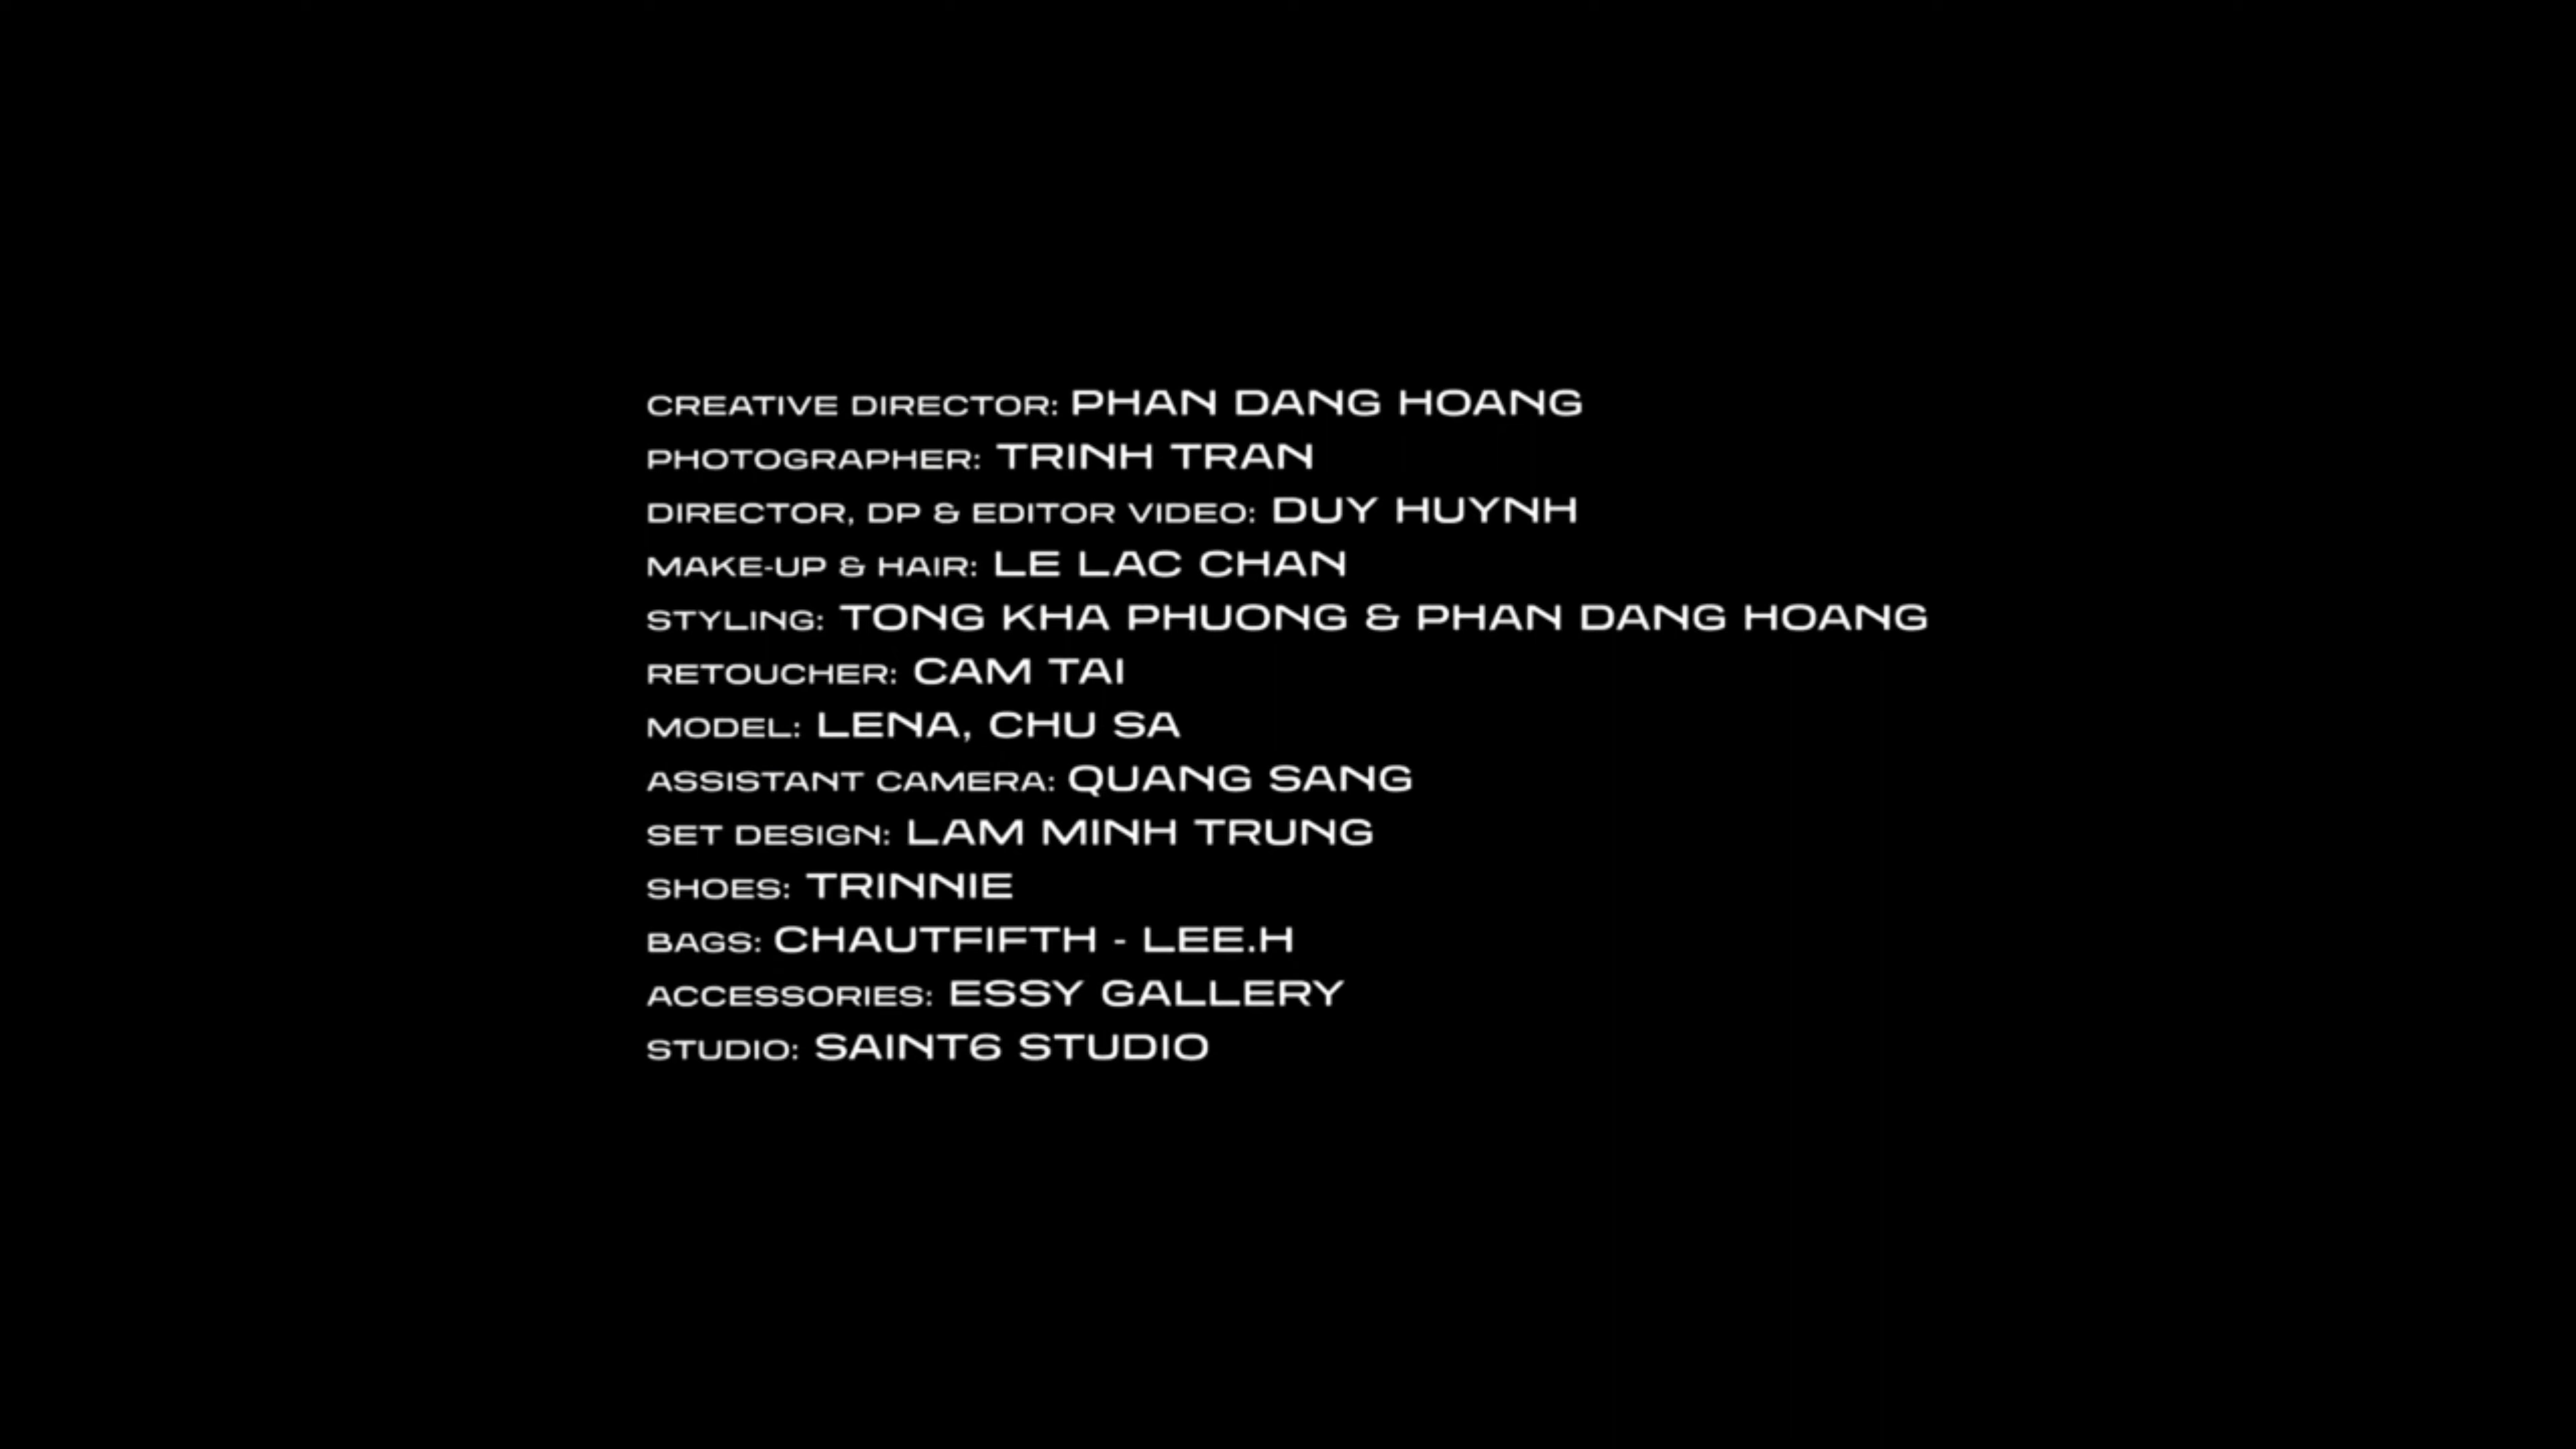 CREATIVE DIRECTOR: PHAN DANG HOANG
PHOTOGRAPHER: TRINH TRAN
DIRECTOR, DP & EDITOR VIDEO: DUY HUYNH
MAKE-UP & HAIR: LE LAC CHAN
STYLING: TONG KHA PHUONG & PHAN DANG HOANG
RETOUCHER: CAM TAI
MODEL: LENA, CHU SA
ASSISTANT CAMERA: QUANG SANG
SET DESIGN: LAM MINH TRUNG
SHOES: TRINNIE
BAGS: CHAUTFIFTH - LEE.H
ACCESSORIES: ESSY GALLERY
STUDIO: SAINT6 STUDIO